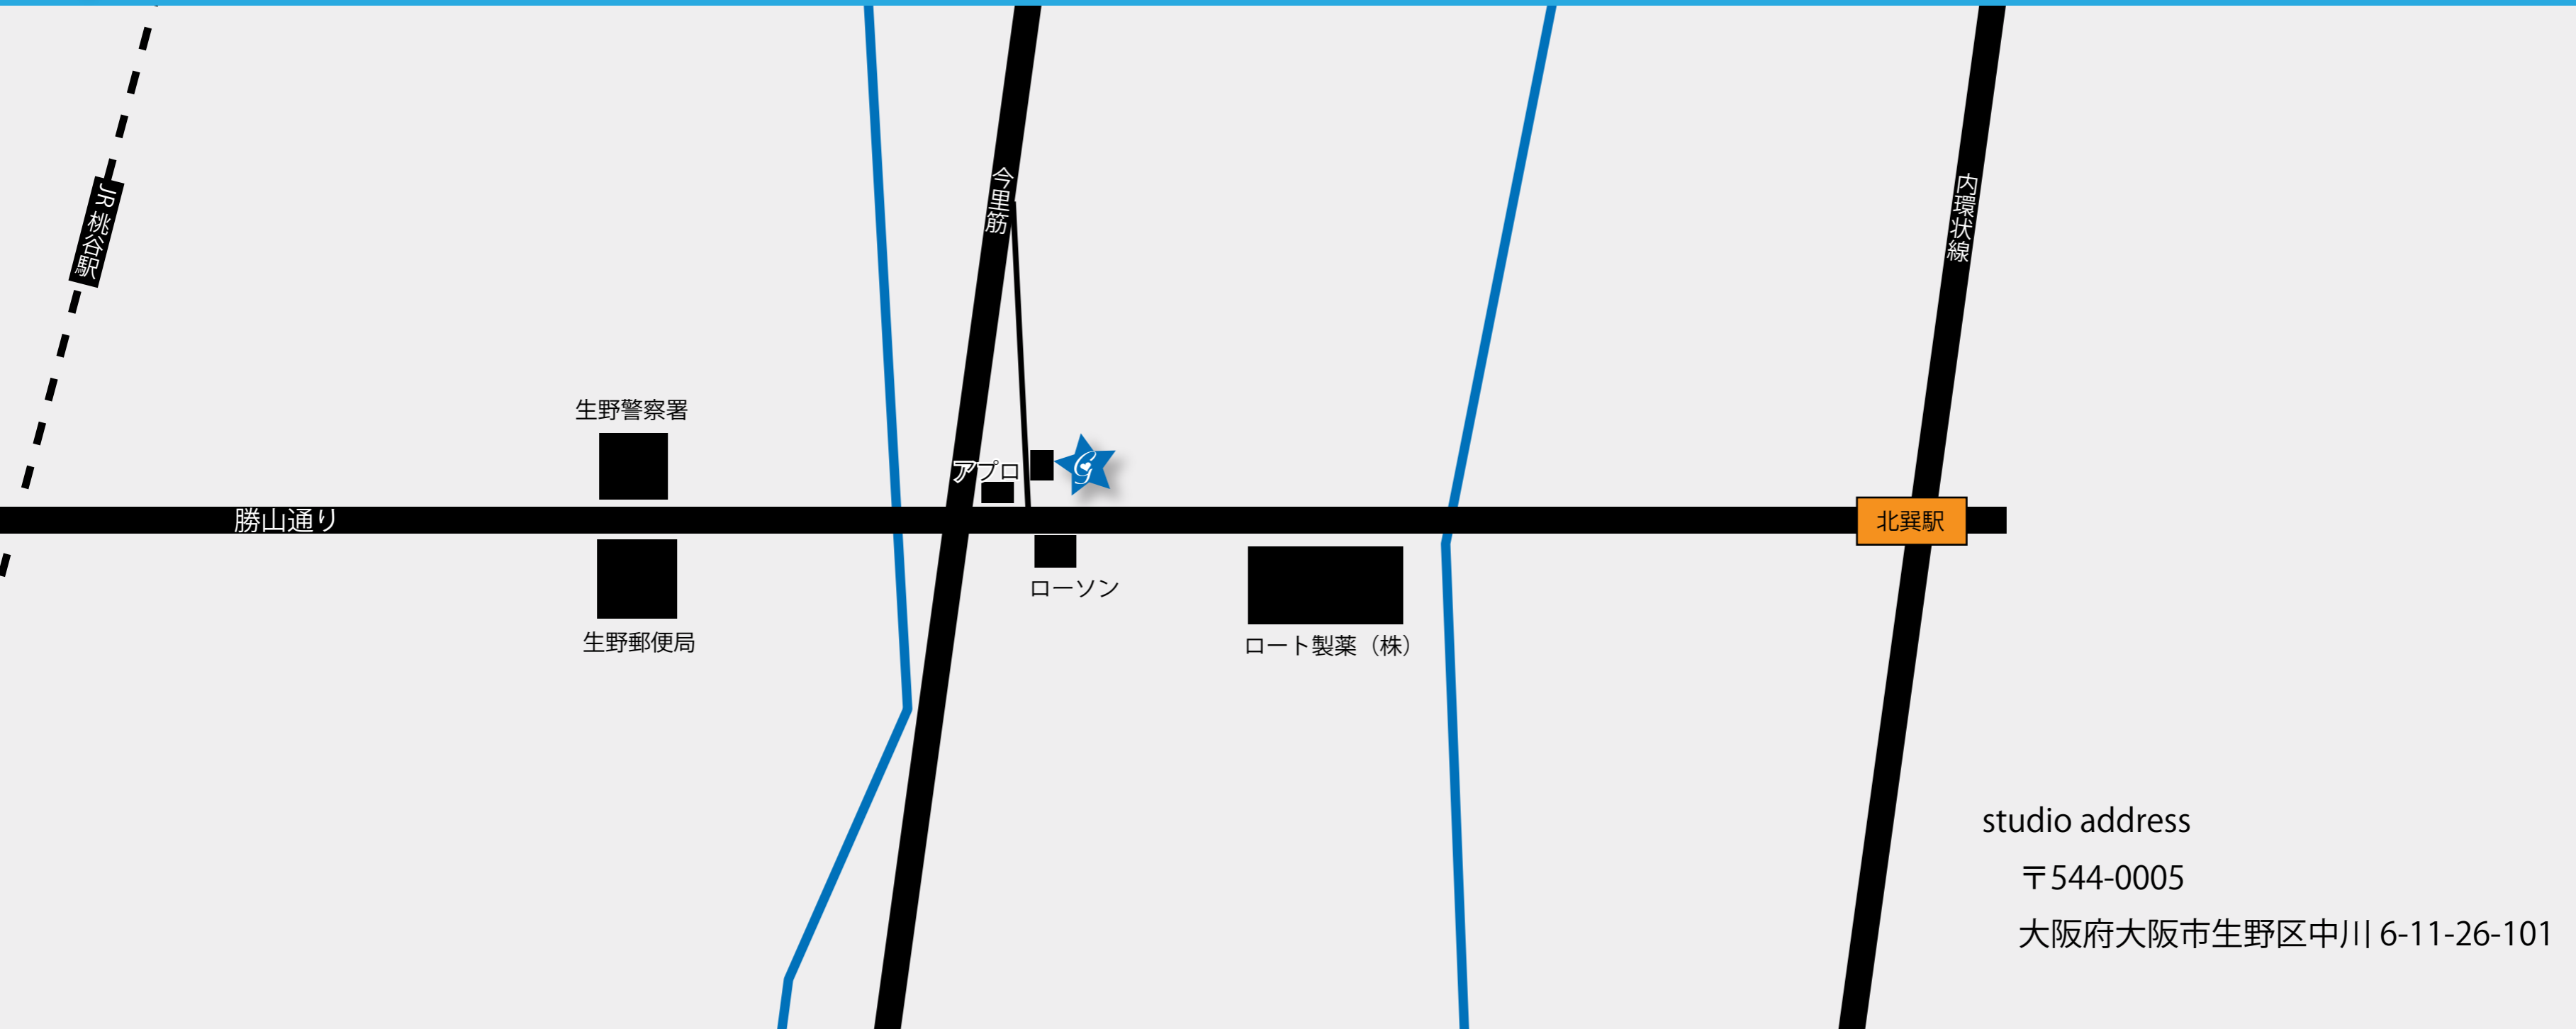 JR 桃谷駅
今里筋
内環状線
生野警察署
アプロ
G
勝山通り
北巽駅
ローソン
生野郵便局
ロート製薬（株）
studio address
〒544-0005
大阪府大阪市生野区中川 6-11-26-101